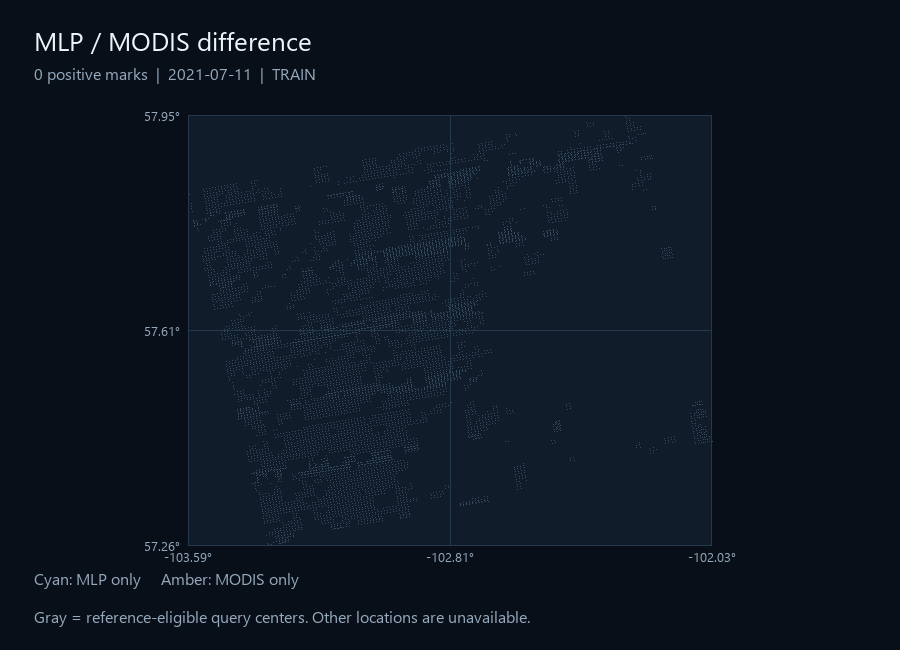 MLP / MODIS difference
0 positive marks | 2021-07-11 | TRAIN
57.95°
57.61°
57.26°
-103.59° -102.81° -102.03°
Cyan: MLP only Amber: MODIS only
Gray = reference-eligible query centers. Other locations are unavailable.